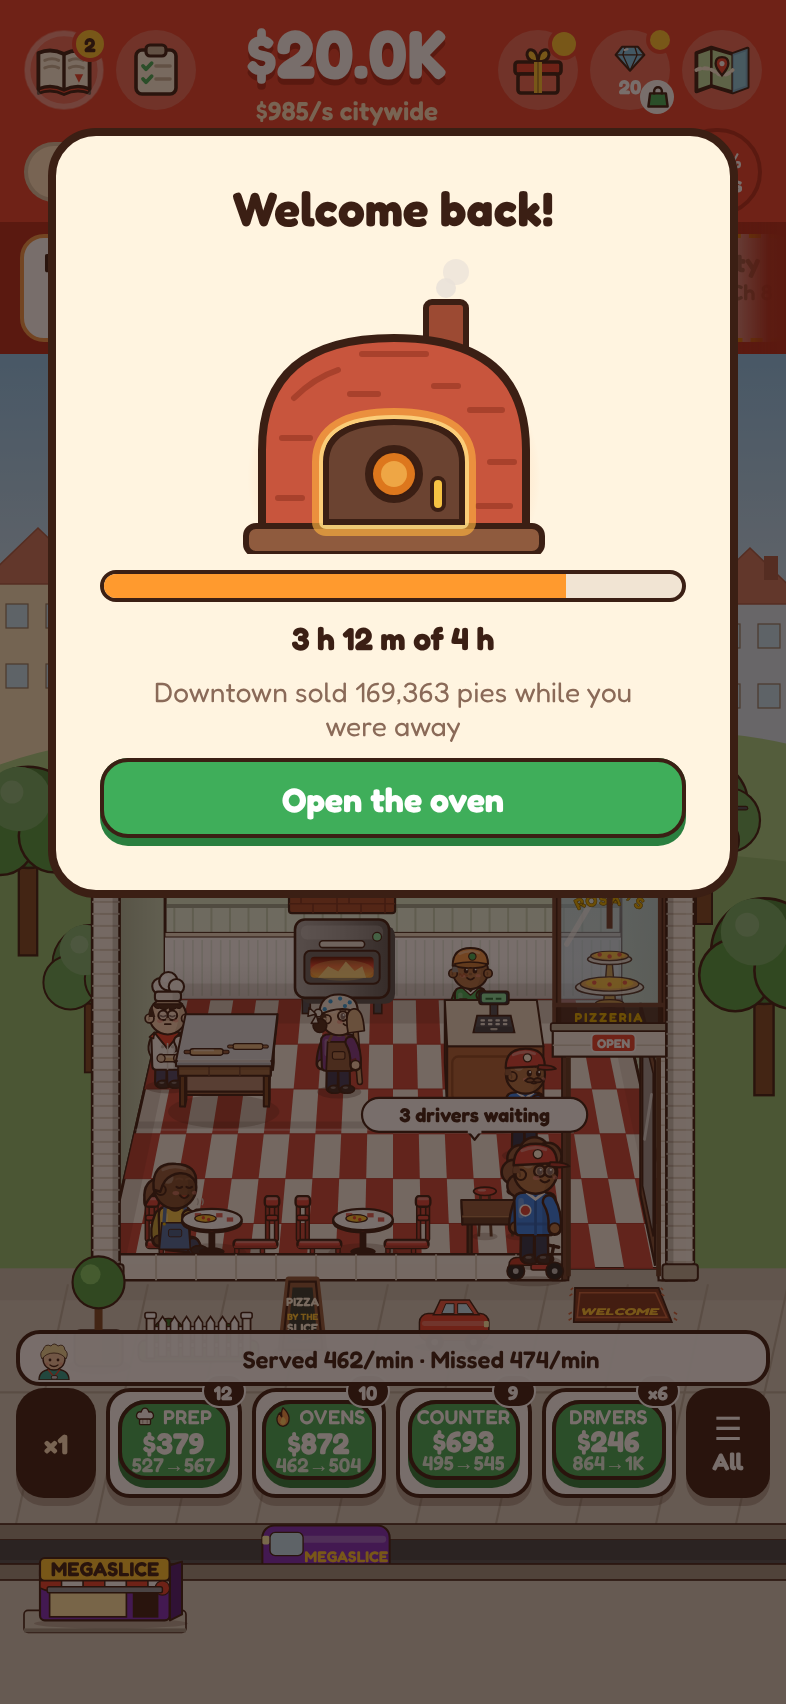 2
$20.0K
$985/s citywide
20
Welcome back!
3 h 12 m of 4 h
Downtown sold 169,363 pies while you
were away
Open the oven
ROSA'S
PIZZERIA
OPEN
3 drivers waiting
PIZZA
BY THE
SLICE
WELCOME
Served 462/min · Missed 474/min
12
10
9
x6
x1
PREP
$379
527→567
OVENS
$872
462→504
COUNTER
$693
495→545
DRIVERS
$246
864→1K
All
MEGASLICE
MEGASLICE